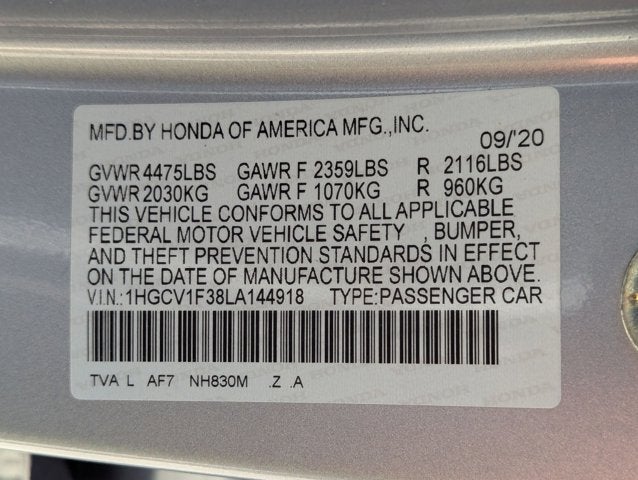 MFD.BY HONDA OF AMERICA MFG.,INC. 09/'20
GVWR 4475LBS GAWR F 2359LBS R 2116LBS
GVWR 2030KG GAWR F 1070KG R 960KG
THIS VEHICLE CONFORMS TO ALL APPLICABLE
FEDERAL MOTOR VEHICLE SAFETY , BUMPER,
AND THEFT PREVENTION STANDARDS IN EFFECT
ON THE DATE OF MANUFACTURE SHOWN ABOVE.
V.I.N.:1HGCV1F38LA144918 TYPE:PASSENGER CAR
TVA L AF7 NH830M .Z .A